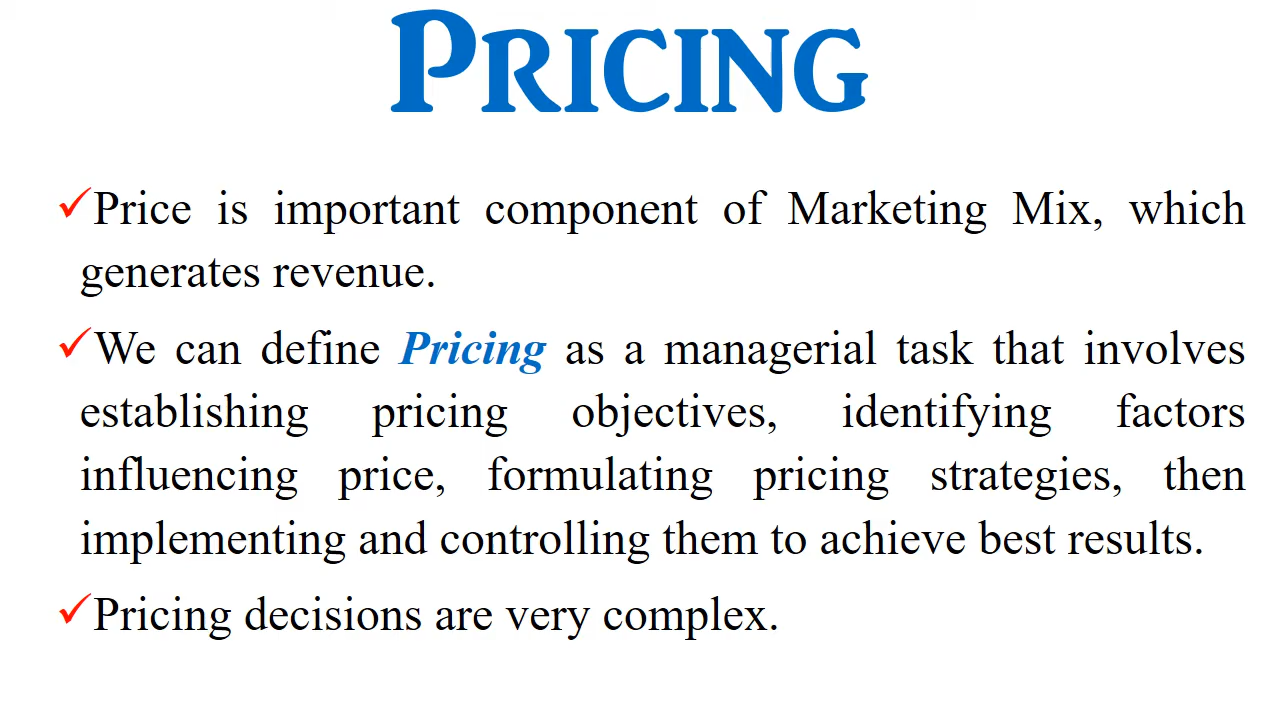 PRICING
✓Price is important component of Marketing Mix, which
generates revenue.
✓We can define Pricing as a managerial task that involves
establishing pricing objectives, identifying factors
influencing price, formulating pricing strategies, then
implementing and controlling them to achieve best results.
✓Pricing decisions are very complex.